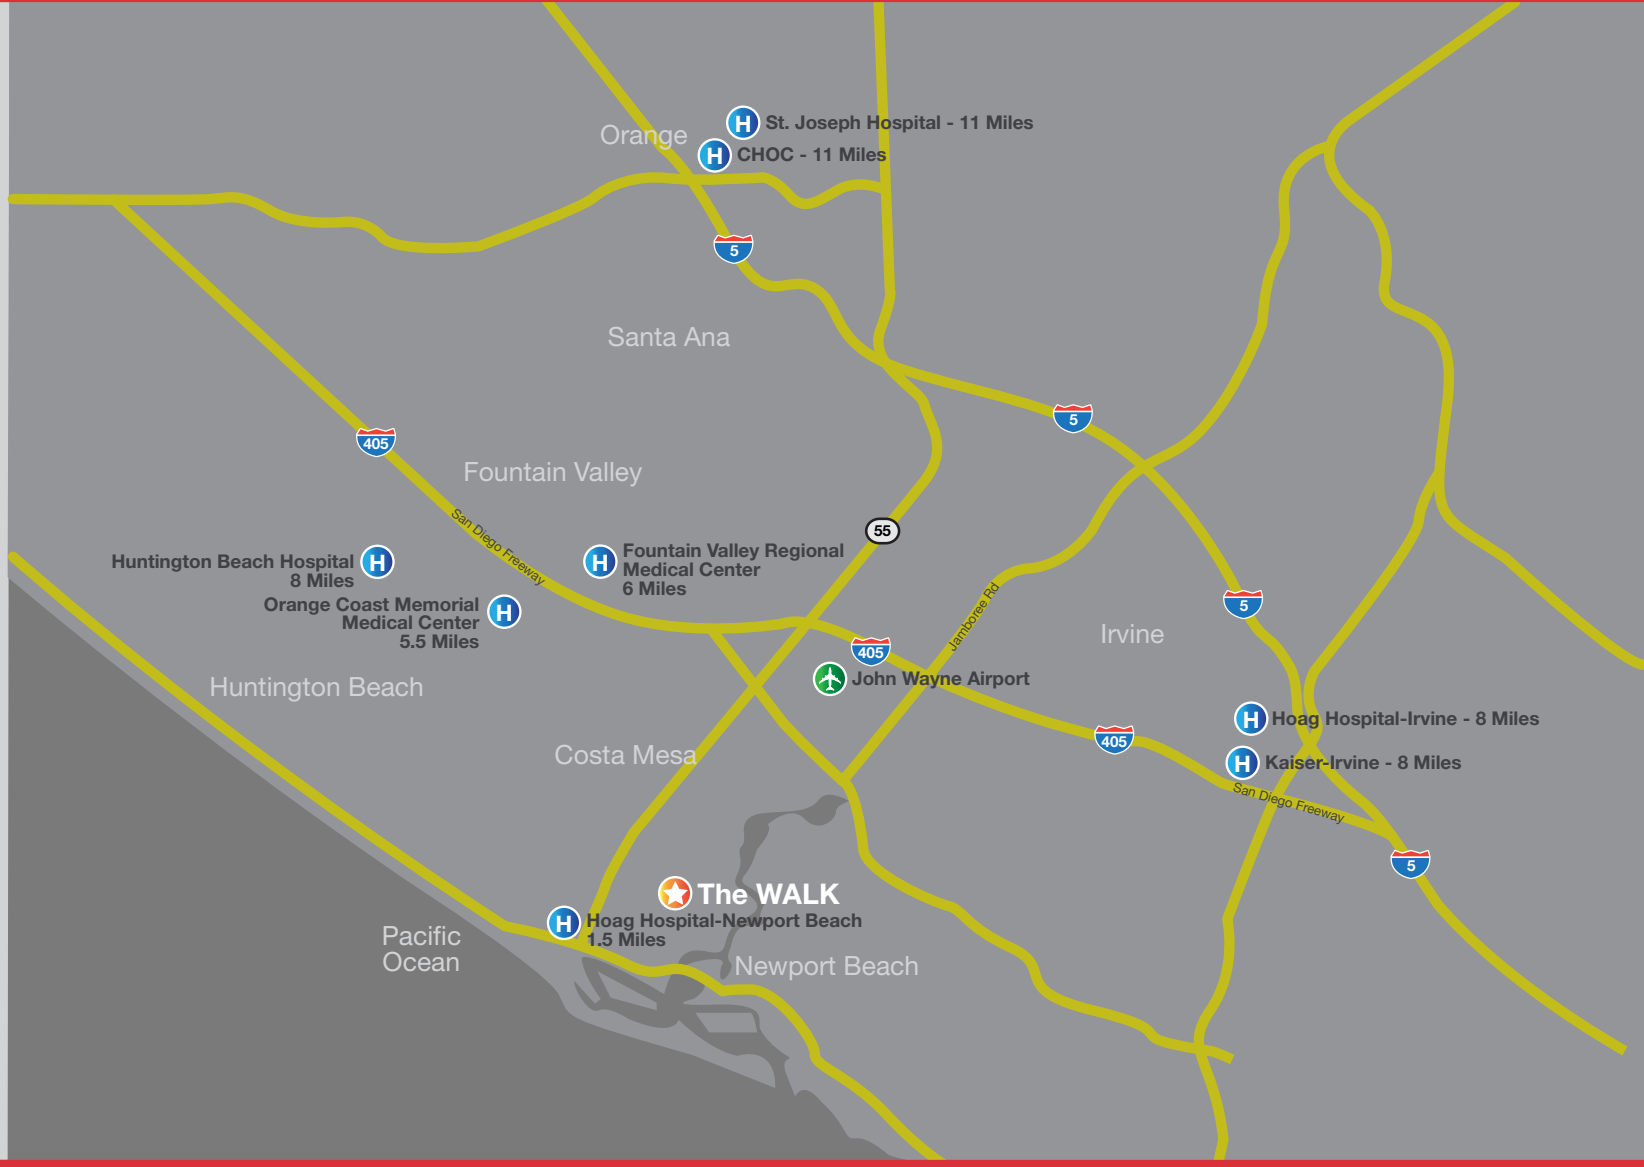 H St. Joseph Hospital - 11 Miles
Orange
H CHOC - 11 Miles
5
Santa Ana
5
405
Fountain Valley
San Diego Freeway
55
Huntington Beach Hospital H
8 Miles
H Fountain Valley Regional
Medical Center
6 Miles
Orange Coast Memorial H
Medical Center
5.5 Miles
Jamboree Rd
5
Irvine
405
John Wayne Airport
Huntington Beach
H Hoag Hospital-Irvine - 8 Miles
405
Costa Mesa
H Kaiser-Irvine - 8 Miles
San Diego Freeway
5
The WALK
H Hoag Hospital-Newport Beach
1.5 Miles
Pacific
Ocean
Newport Beach